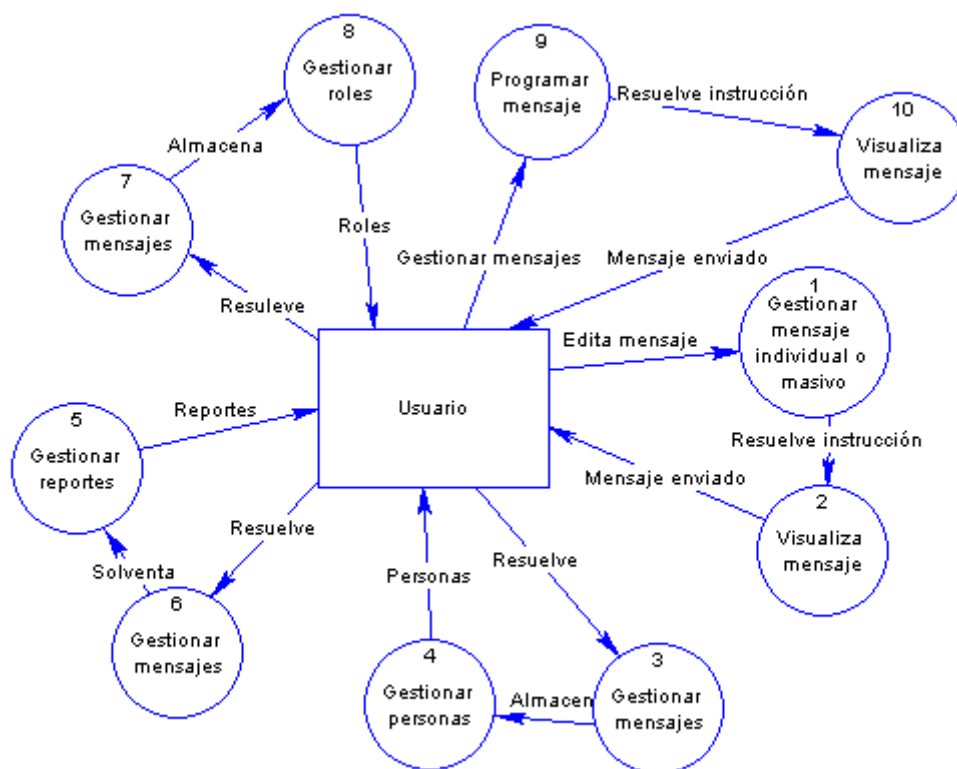 8
Gestionar
roles
9
Programar
mensaje
Resuelve instrucción
10
Visualiza
mensaje
Almacena
7
Gestionar
mensajes
Roles
Gestionar mensajes
Mensaje enviado
Resuleve
1
Gestionar
mensaje
individual o
masivo
Edita mensaje
Usuario
Reportes
5
Gestionar
reportes
Resuelve instrucción
Mensaje enviado
2
Visualiza
mensaje
Resuelve
Resuelve
Solventa
Personas
6
Gestionar
mensajes
4
Gestionar
personas
Almacen
3
Gestionar
mensajes